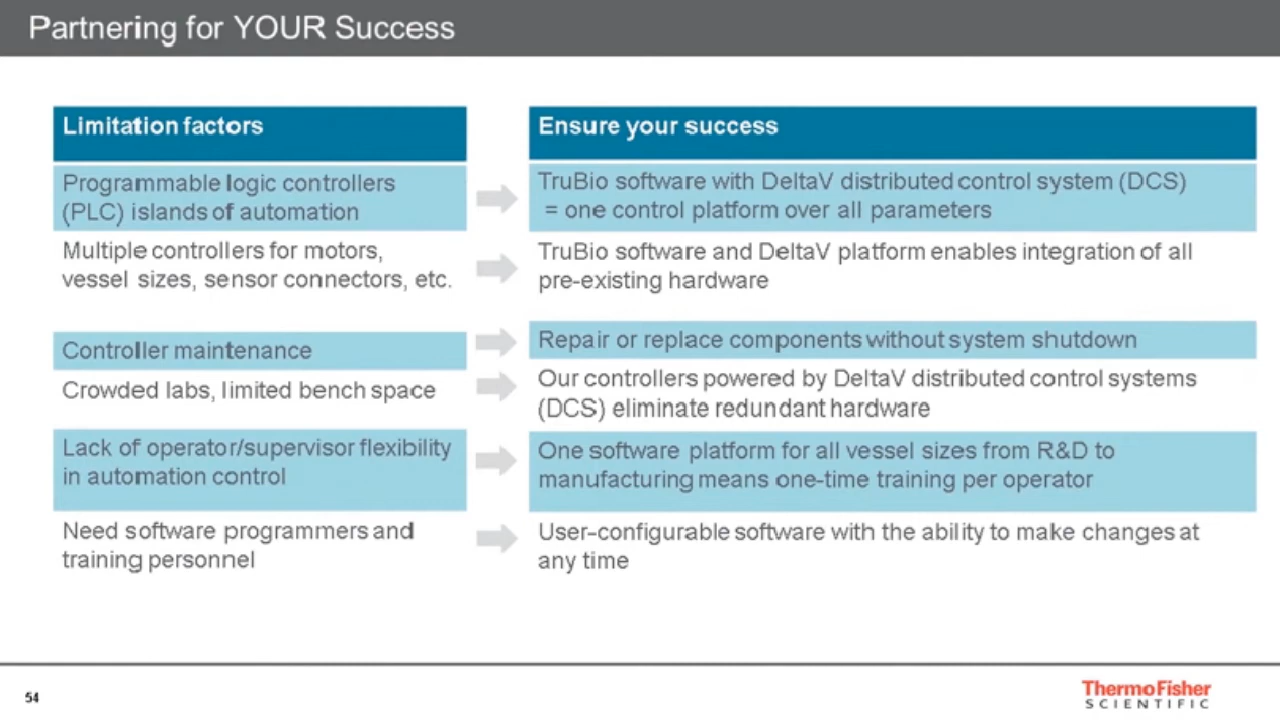 Partnering for YOUR Success
Limitation factors
Ensure your success
Programmable logic controllers
(PLC) islands of automation
TruBio software with DeltaV distributed control system (DCS)
= one control platform over all parameters
Multiple controllers for motors,
vessel sizes, sensor connectors, etc.
TruBio software and DeltaV platform enables integration of all
pre-existing hardware
Controller maintenance
Repair or replace components without system shutdown
Crowded labs, limited bench space
Our controllers powered by DeltaV distributed control systems
(DCS) eliminate redundant hardware
Lack of operator/supervisor flexibility
in automation control
One software platform for all vessel sizes from R&D to
manufacturing means one-time training per operator
Need software programmers and
training personnel
User–configurable software with the ability to make changes at
any time
54
ThermoFisher
SCIENTIFIC